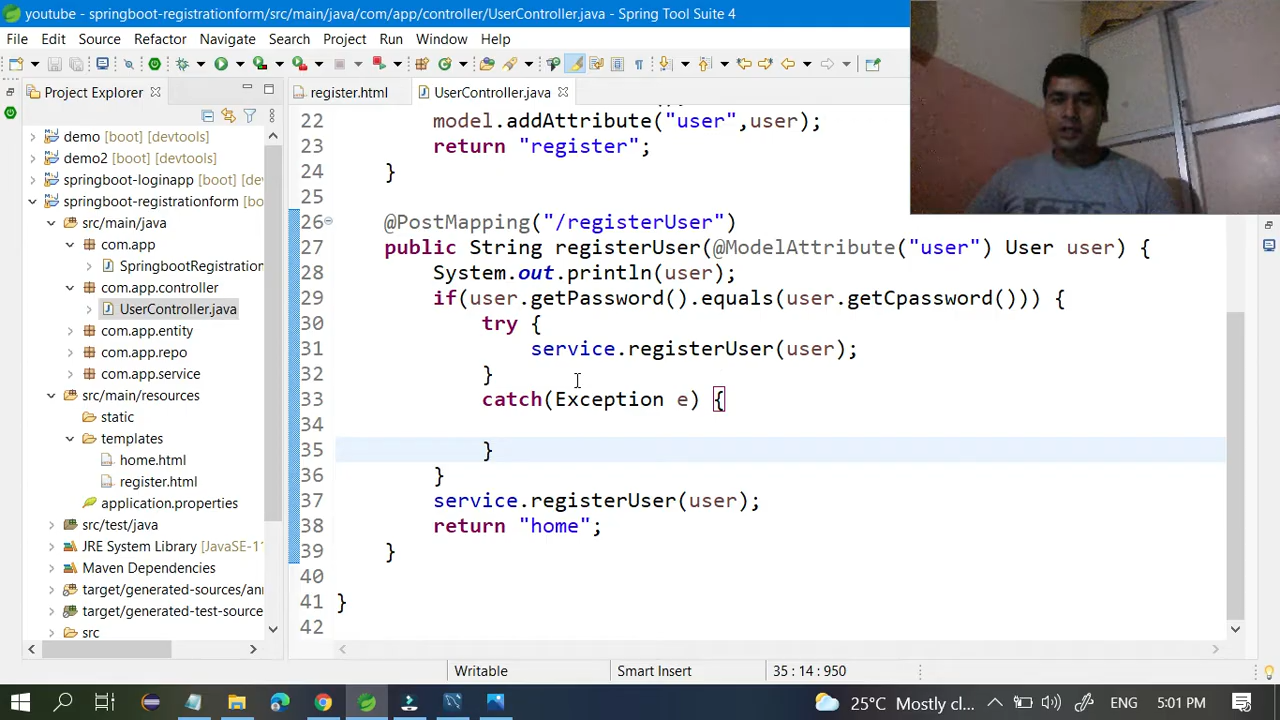 youtube - springboot-registrationform/src/main/java/com/app/controller/UserController.java - Spring Tool Suite 4
File Edit Source Refactor Navigate Search Project Run Window Help
Project Explorer
register.html
UserController.java
demo [boot] [devtools]
demo2 [boot] [devtools]
springboot-loginapp [boot] [de
springboot-registrationform [bo
src/main/java
com.app
SpringbootRegistration
com.app.controller
UserController.java
com.app.entity
com.app.repo
com.app.service
src/main/resources
static
templates
home.html
register.html
application.properties
src/test/java
JRE System Library [JavaSE-1
Maven Dependencies
target/generated-sources/an
target/generated-test-source
src
22 model.addAttribute("user",user);
23 return "register";
24 }
25
26 @PostMapping("/registerUser")
27 public String registerUser(@ModelAttribute("user") User user) {
28 System.out.println(user);
29 if(user.getPassword().equals(user.getCpassword())) {
30 try {
31 service.registerUser(user);
32 }
33 catch(Exception e) {
34
35 }
36 }
37 service.registerUser(user);
38 return "home";
39 }
40
41 }
42
Writable Smart Insert 35 : 14 : 950
25°C Mostly cl... ENG 5:01 PM